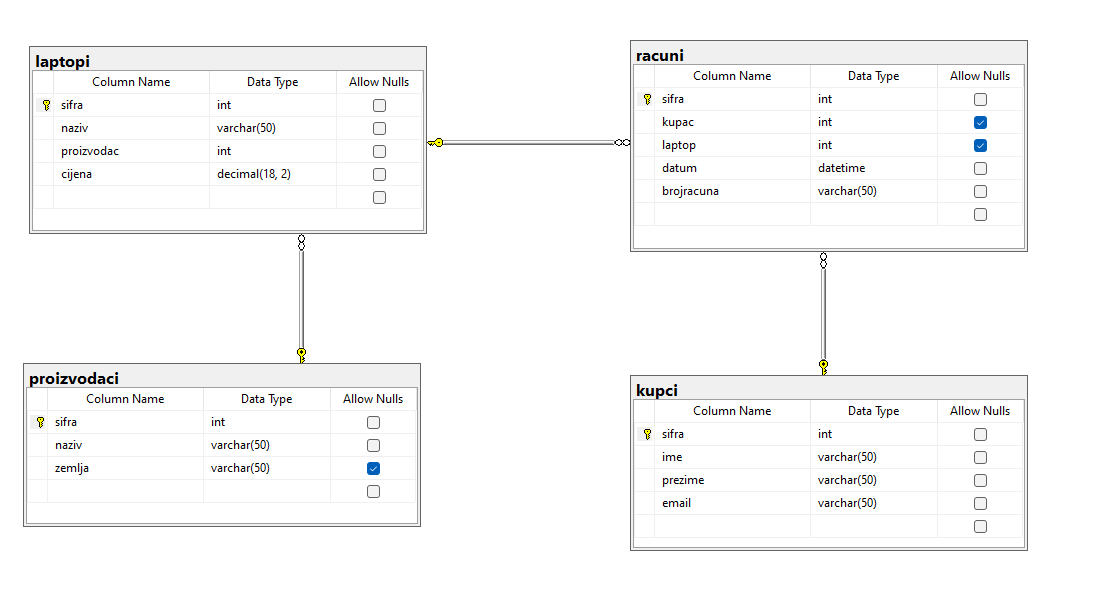 laptopi
Column Name Data Type Allow Nulls
sifra int
naziv varchar(50)
proizvodac int
cijena decimal(18, 2)
racuni
Column Name Data Type Allow Nulls
sifra int
kupac int
laptop int
datum datetime
brojracuna varchar(50)
proizvodaci
Column Name Data Type Allow Nulls
sifra int
naziv varchar(50)
zemlja varchar(50)
kupci
Column Name Data Type Allow Nulls
sifra int
ime varchar(50)
prezime varchar(50)
email varchar(50)